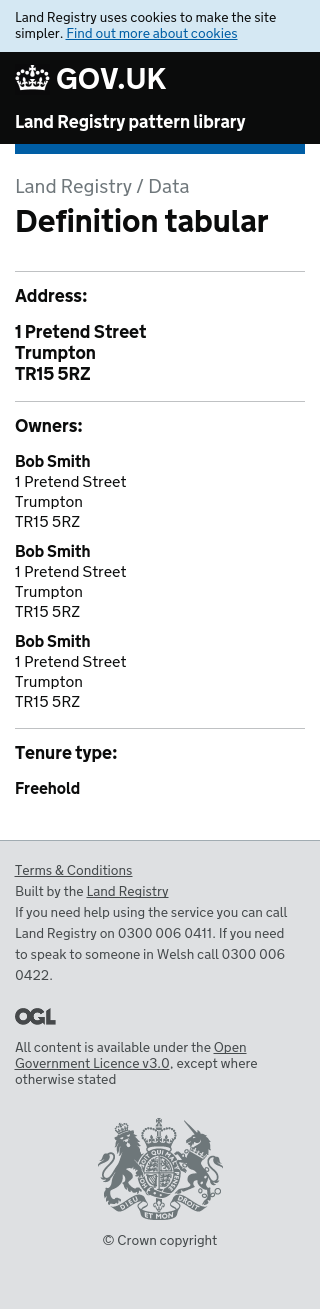 Land Registry uses cookies to make the site
simpler. Find out more about cookies
GOV.UK
Land Registry pattern library
Land Registry / Data
Definition tabular
Address:
1 Pretend Street
Trumpton
TR15 5RZ
Owners:
Bob Smith
1 Pretend Street
Trumpton
TR15 5RZ
Bob Smith
1 Pretend Street
Trumpton
TR15 5RZ
Bob Smith
1 Pretend Street
Trumpton
TR15 5RZ
Tenure type:
Freehold
Terms & Conditions
Built by the Land Registry
If you need help using the service you can call
Land Registry on 0300 006 0411. If you need
to speak to someone in Welsh call 0300 006
0422.
OGL
All content is available under the Open
Government Licence v3.0, except where
otherwise stated
DIEU ET MON DROIT
© Crown copyright